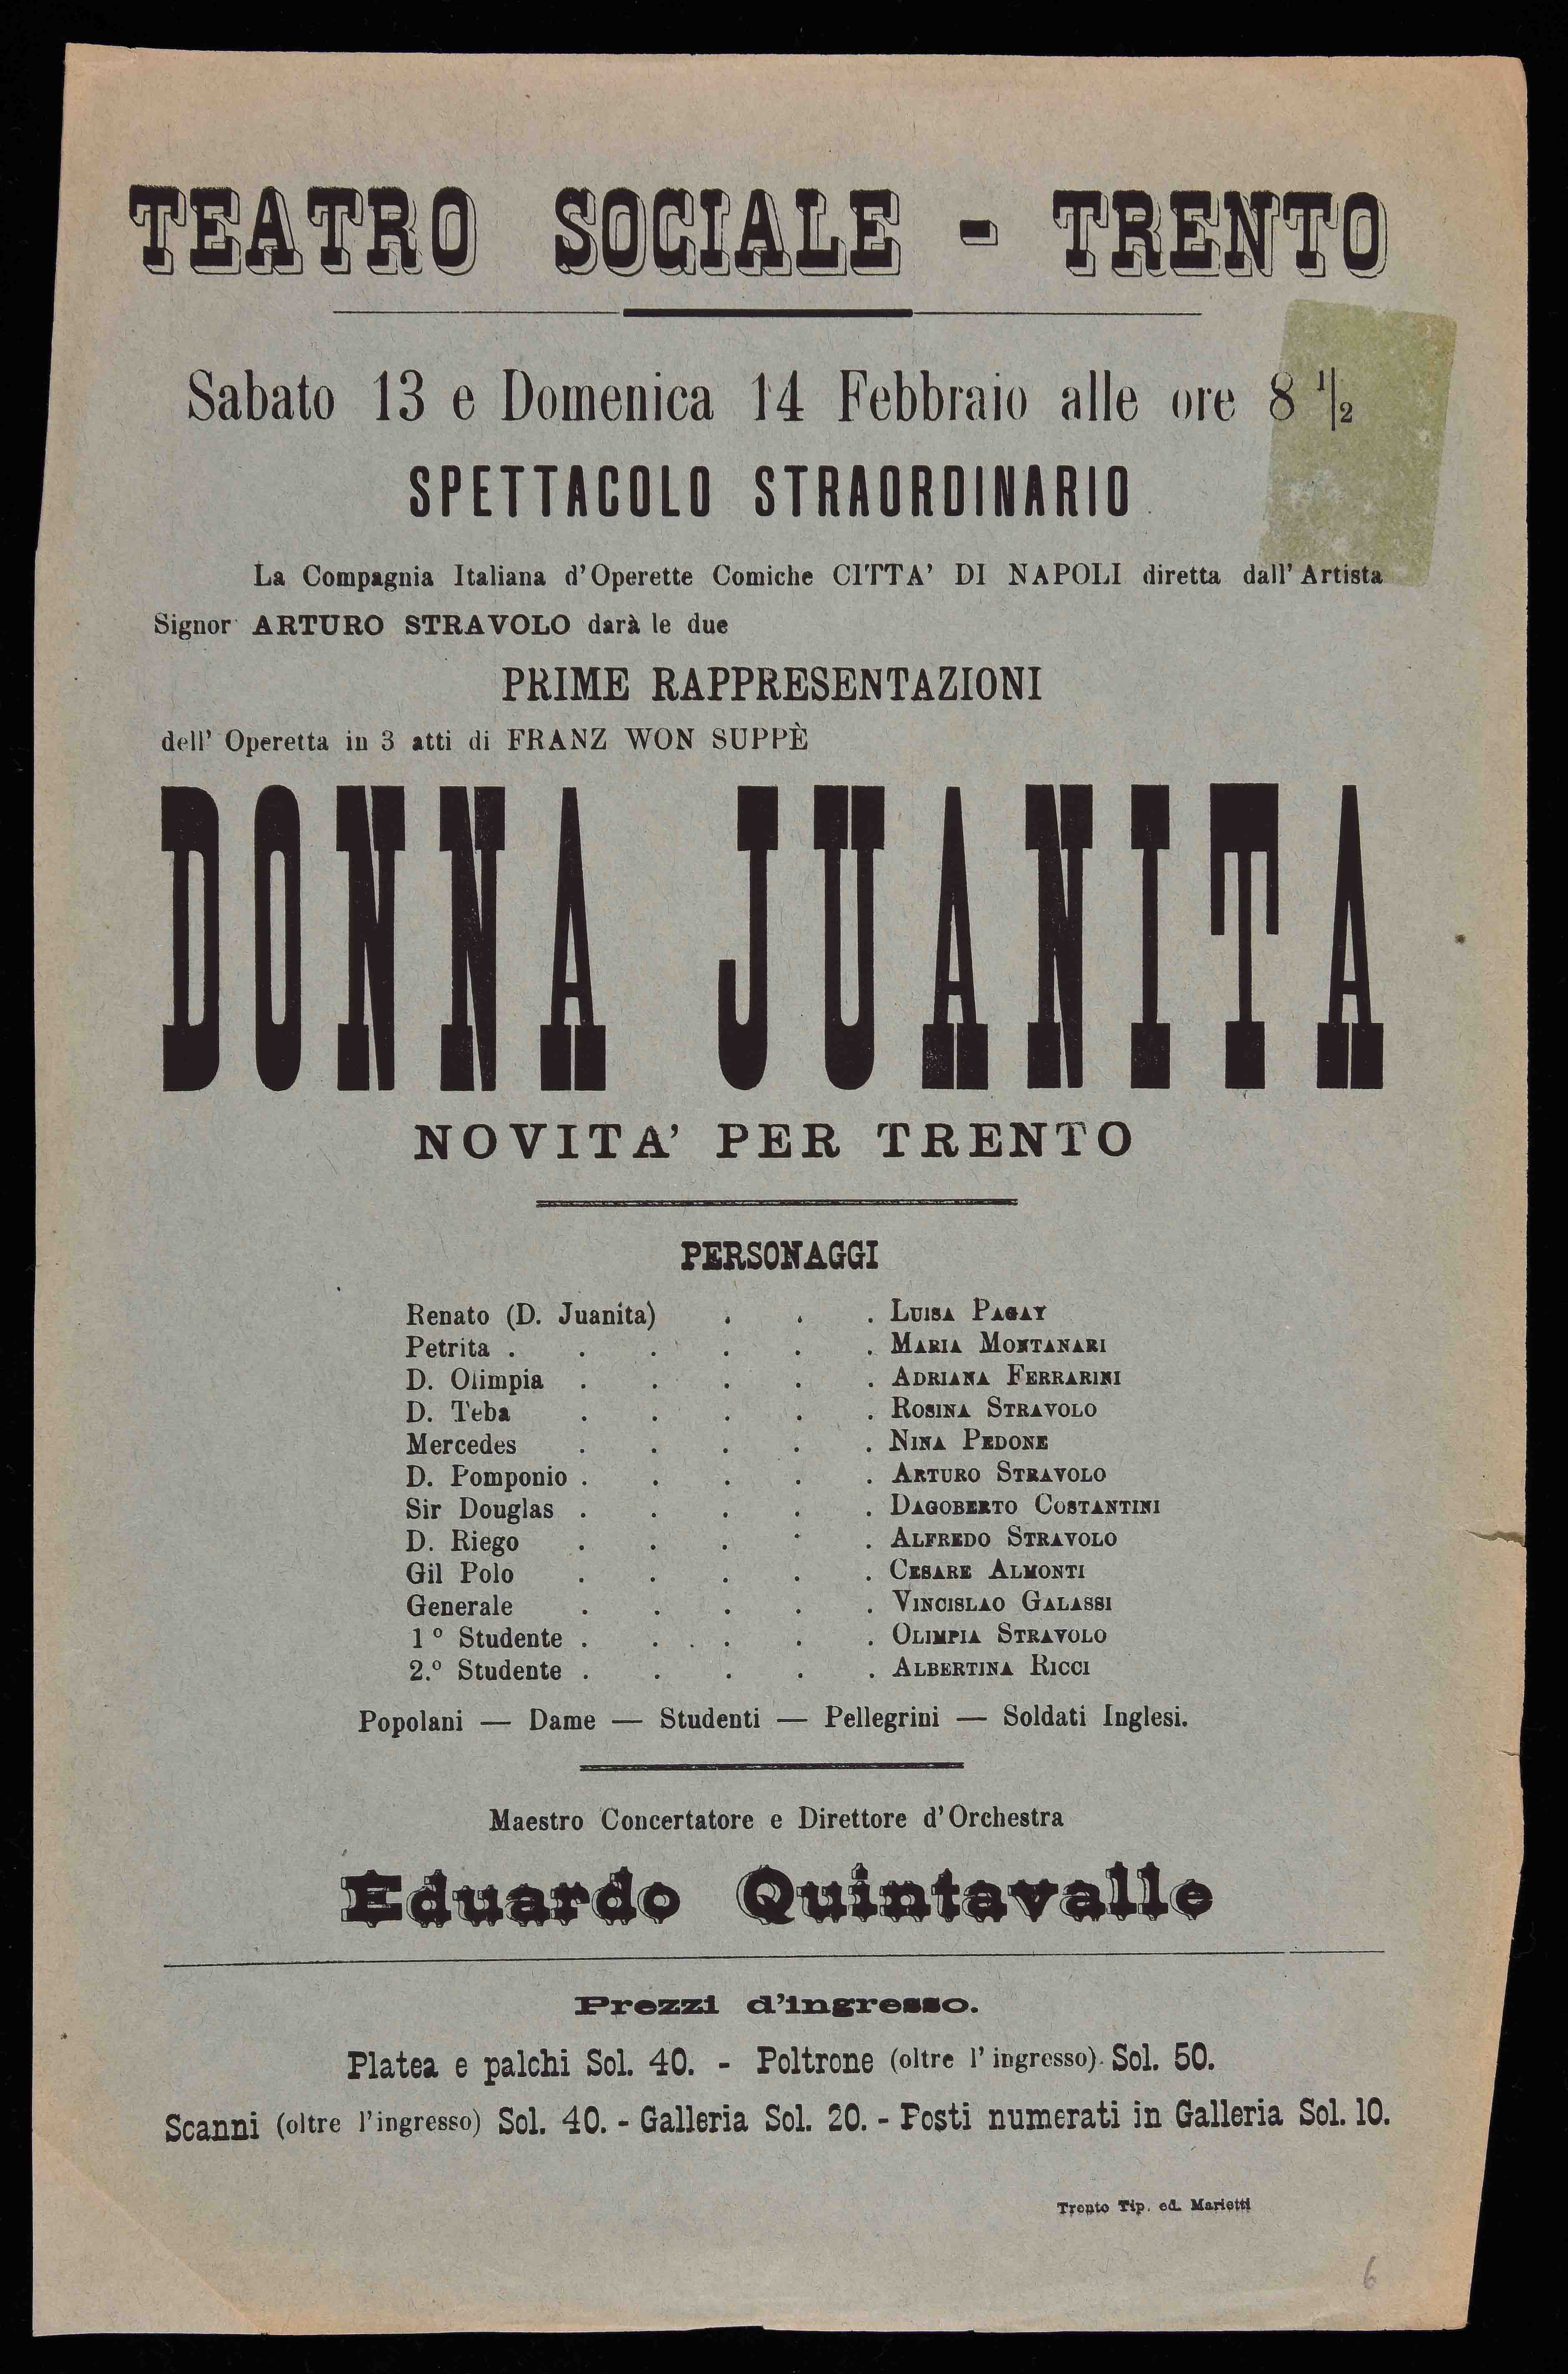 TEATRO SOCIALE - TRENTO
Sabato 13 e Domenica 14 Febbraio alle ore 8 1/2
SPETTACOLO STRAORDINARIO
La Compagnia Italiana d'Operette Comiche CITTA' DI NAPOLI diretta dall'Artista
Signor ARTURO STRAVOLO darà le due
PRIME RAPPRESENTAZIONI
dell' Operetta in 3 atti di FRANZ WON SUPPÈ
DONNA JUANITA
NOVITA' PER TRENTO
PERSONAGGI
Renato (D. Juanita) . . . LUISA PAGAY
Petrita . . . . . . MARIA MONTANARI
D. Olimpia . . . . . ADRIANA FERRARINI
D. Teba . . . . . ROSINA STRAVOLO
Mercedes . . . . . NINA PEDONE
D. Pomponio . . . . . ARTURO STRAVOLO
Sir Douglas . . . . . DAGOBERTO COSTANTINI
D. Riego . . . . . ALFREDO STRAVOLO
Gil Polo . . . . . CESARE ALMONTI
Generale . . . . . VINCISLAO GALASSI
1º Studente . . . . . OLIMPIA STRAVOLO
2.º Studente . . . . . ALBERTINA RICCI
Popolani — Dame — Studenti — Pellegrini — Soldati Inglesi.
Maestro Concertatore e Direttore d'Orchestra
Eduardo Quintavalle
Prezzi d'ingresso.
Platea e palchi Sol. 40. - Poltrone (oltre l'ingresso). Sol. 50.
Scanni (oltre l'ingresso) Sol. 40. - Galleria Sol. 20. - Posti numerati in Galleria Sol. 10.
Trento Tip. ed. Marietti
6